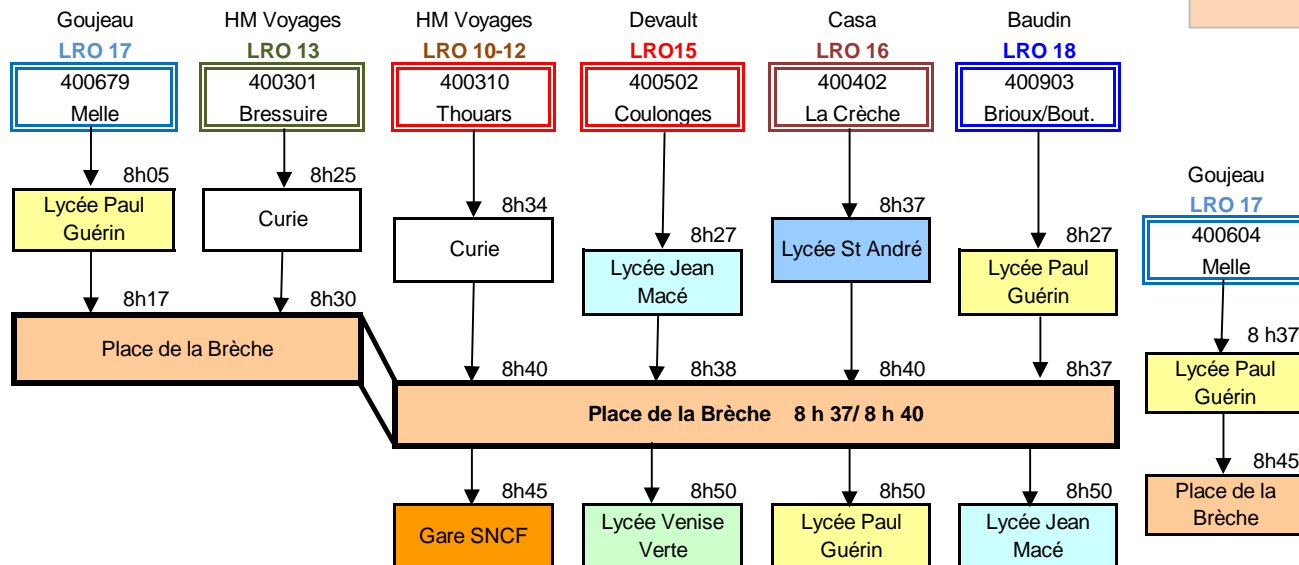 Goujeau
LRO 17
400679
Melle
8h05
Lycée Paul
Guérin
8h17
HM Voyages
LRO 13
400301
Bressuire
8h25
Curie
8h30
Place de la Brèche
HM Voyages
LRO 10-12
400310
Thouars
8h34
Curie
8h40
Devault
LRO15
400502
Coulonges
8h27
Lycée Jean
Macé
8h38
Casa
LRO 16
400402
La Crèche
8h37
Lycée St André
8h40
Baudin
LRO 18
400903
Brioux/Bout.
8h27
Lycée Paul
Guérin
8h37
Place de la Brèche 8 h 37/ 8 h 40
8h45
Gare SNCF
8h50
Lycée Venise
Verte
8h50
Lycée Paul
Guérin
8h50
Lycée Jean
Macé
Goujeau
LRO 17
400604
Melle
8 h37
Lycée Paul
Guérin
8h45
Place de la
Brèche